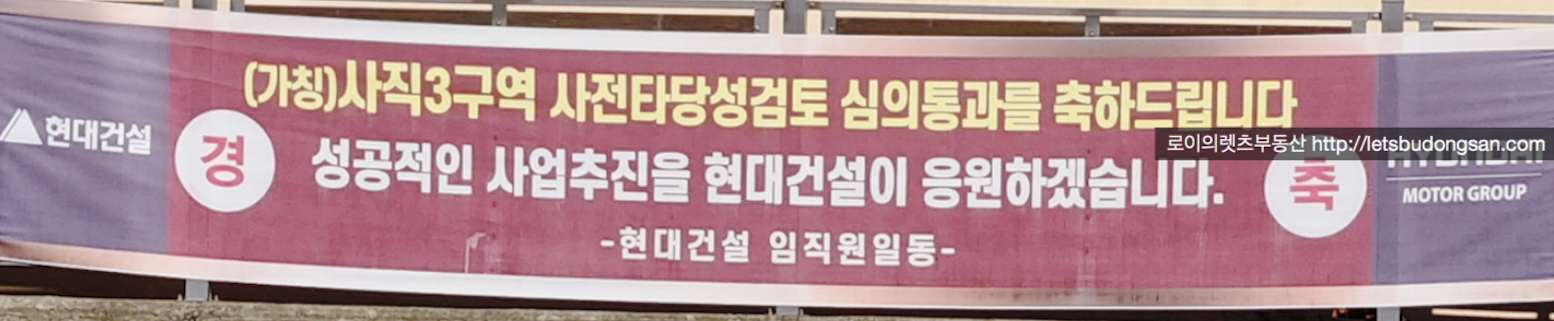 (가칭)사직3구역 사전타당성검토 심의통과를 축하드립니다
현대건설
경
성공적인 사업추진을 현대건설이 응원하겠습니다.
축
로이의렛츠부동산 http://letsbudongsan.com
HYUNDAI
MOTOR GROUP
-현대건설 임직원일동-